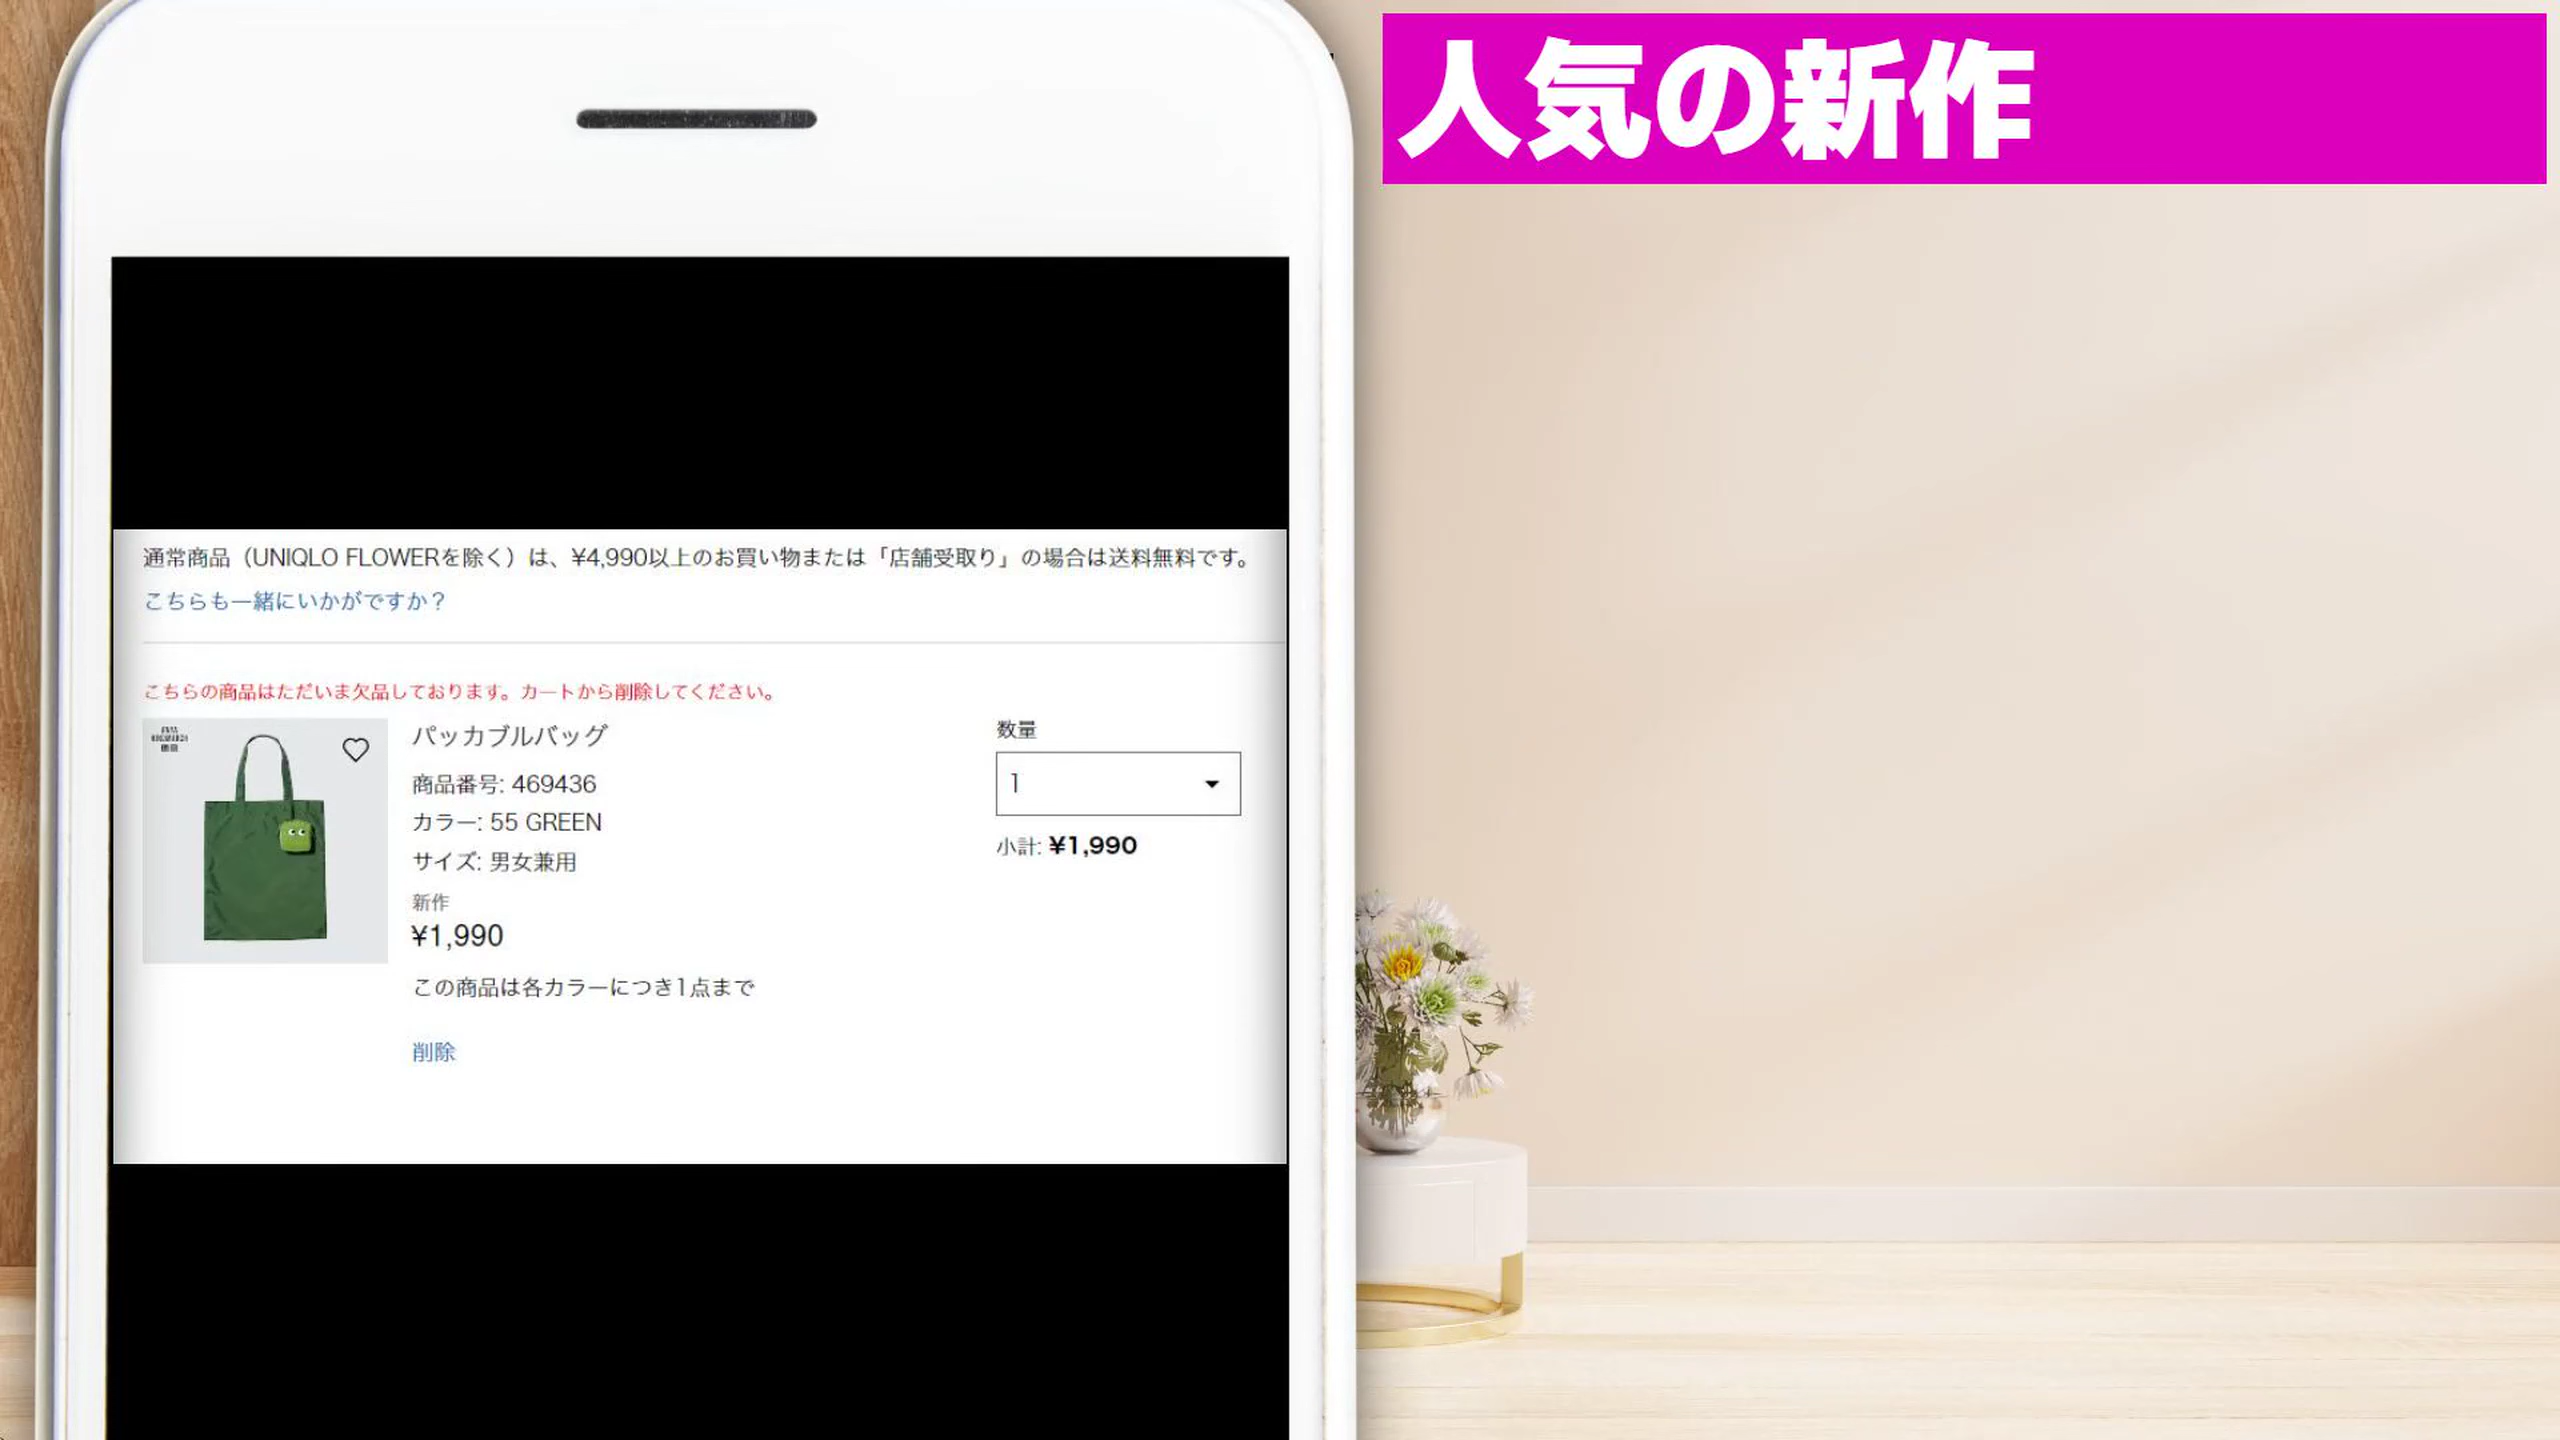 人気の新作
通常商品（UNIQLO FLOWERを除く）は、¥4,990以上のお買い物または「店舗受取り」の場合は送料無料です。
こちらも一緒にいかがですか？
こちらの商品はただいま欠品しております。カートから削除してください。
パッカブルバッグ
商品番号: 469436
カラー: 55 GREEN
サイズ: 男女兼用
新作
¥1,990
この商品は各カラーにつき1点まで
削除
数量
1
小計: ¥1,990